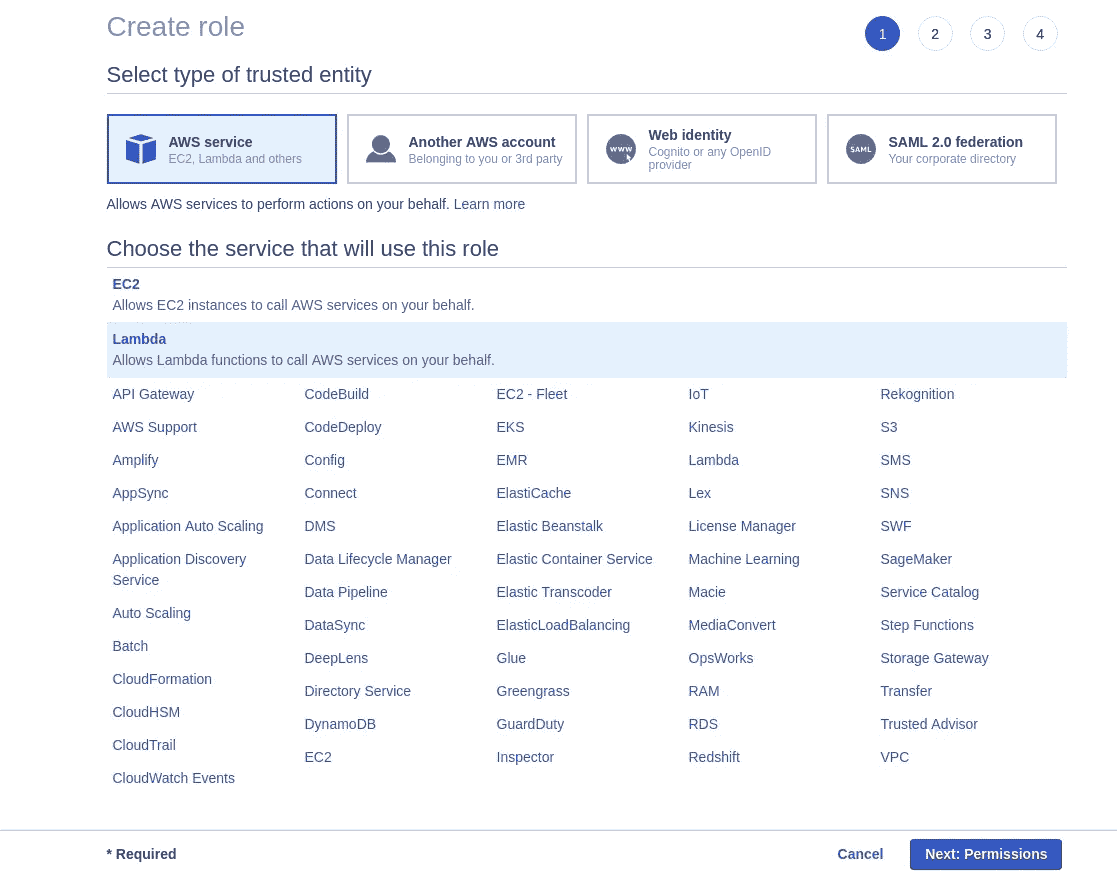 Create role
1 2 3 4
Select type of trusted entity
AWS service
EC2, Lambda and others
Another AWS account
Belonging to you or 3rd party
www
Web identity
Cognito or any OpenID
provider
SAML
SAML 2.0 federation
Your corporate directory
Allows AWS services to perform actions on your behalf. Learn more
Choose the service that will use this role
EC2
Allows EC2 instances to call AWS services on your behalf.
Lambda
Allows Lambda functions to call AWS services on your behalf.
API Gateway
AWS Support
Amplify
AppSync
Application Auto Scaling
Application Discovery
Service
Auto Scaling
Batch
CloudFormation
CloudHSM
CloudTrail
CloudWatch Events
CodeBuild
CodeDeploy
Config
Connect
DMS
Data Lifecycle Manager
Data Pipeline
DataSync
DeepLens
Directory Service
DynamoDB
EC2
EC2 - Fleet
EKS
EMR
ElastiCache
Elastic Beanstalk
Elastic Container Service
Elastic Transcoder
ElasticLoadBalancing
Glue
Greengrass
GuardDuty
Inspector
IoT
Kinesis
Lambda
Lex
License Manager
Machine Learning
Macie
MediaConvert
OpsWorks
RAM
RDS
Redshift
Rekognition
S3
SMS
SNS
SWF
SageMaker
Service Catalog
Step Functions
Storage Gateway
Transfer
Trusted Advisor
VPC
* Required
Cancel
Next: Permissions